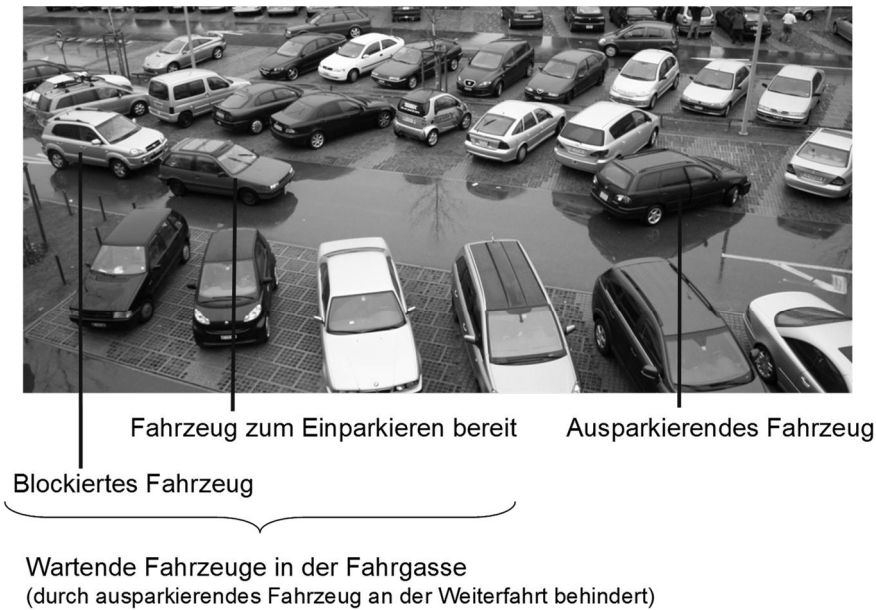 Fahrzeug zum Einparkieren bereit
Ausparkierendes Fahrzeug
Blockiertes Fahrzeug
Wartende Fahrzeuge in der Fahrgasse
(durch ausparkierendes Fahrzeug an der Weiterfahrt behindert)